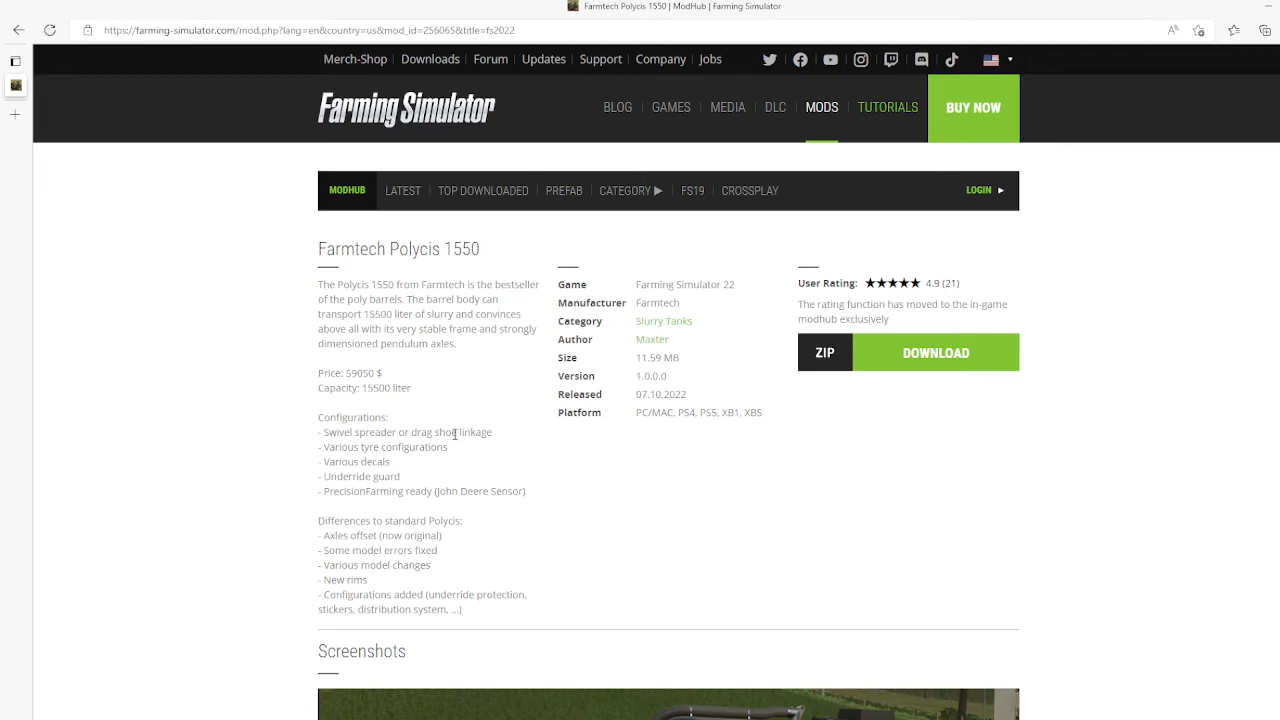 Farmtech Polycis 1550 | ModHub | Farming Simulator
https://farming-simulator.com/mod.php?lang=en&country=us&mod_id=256065&title=fs2022
Merch-Shop | Downloads | Forum | Updates | Support | Company | Jobs
Farming Simulator
BLOG | GAMES | MEDIA | DLC | MODS | TUTORIALS
BUY NOW
MODHUB LATEST | TOP DOWNLOADED | PREFAB | CATEGORY ▶ | FS19 | CROSSPLAY
LOGIN ▶
Farmtech Polycis 1550
The Polycis 1550 from Farmtech is the bestseller
of the poly barrels. The barrel body can
transport 15500 liter of slurry and convinces
above all with its very stable frame and strongly
dimensioned pendulum axles.
Price: 59050 $
Capacity: 15500 liter
Configurations:
- Swivel spreader or drag shoe linkage
- Various tyre configurations
- Various decals
- Underride guard
- PrecisionFarming ready (John Deere Sensor)
Differences to standard Polycis:
- Axles offset (now original)
- Some model errors fixed
- Various model changes
- New rims
- Configurations added (underride protection,
stickers, distribution system, ...)
Game Farming Simulator 22
Manufacturer Farmtech
Category Slurry Tanks
Author Maxter
Size 11.59 MB
Version 1.0.0.0
Released 07.10.2022
Platform PC/MAC, PS4, PS5, XB1, XBS
User Rating: ★★★★★ 4.9 (21)
The rating function has moved to the in-game
modhub exclusively
ZIP DOWNLOAD
Screenshots